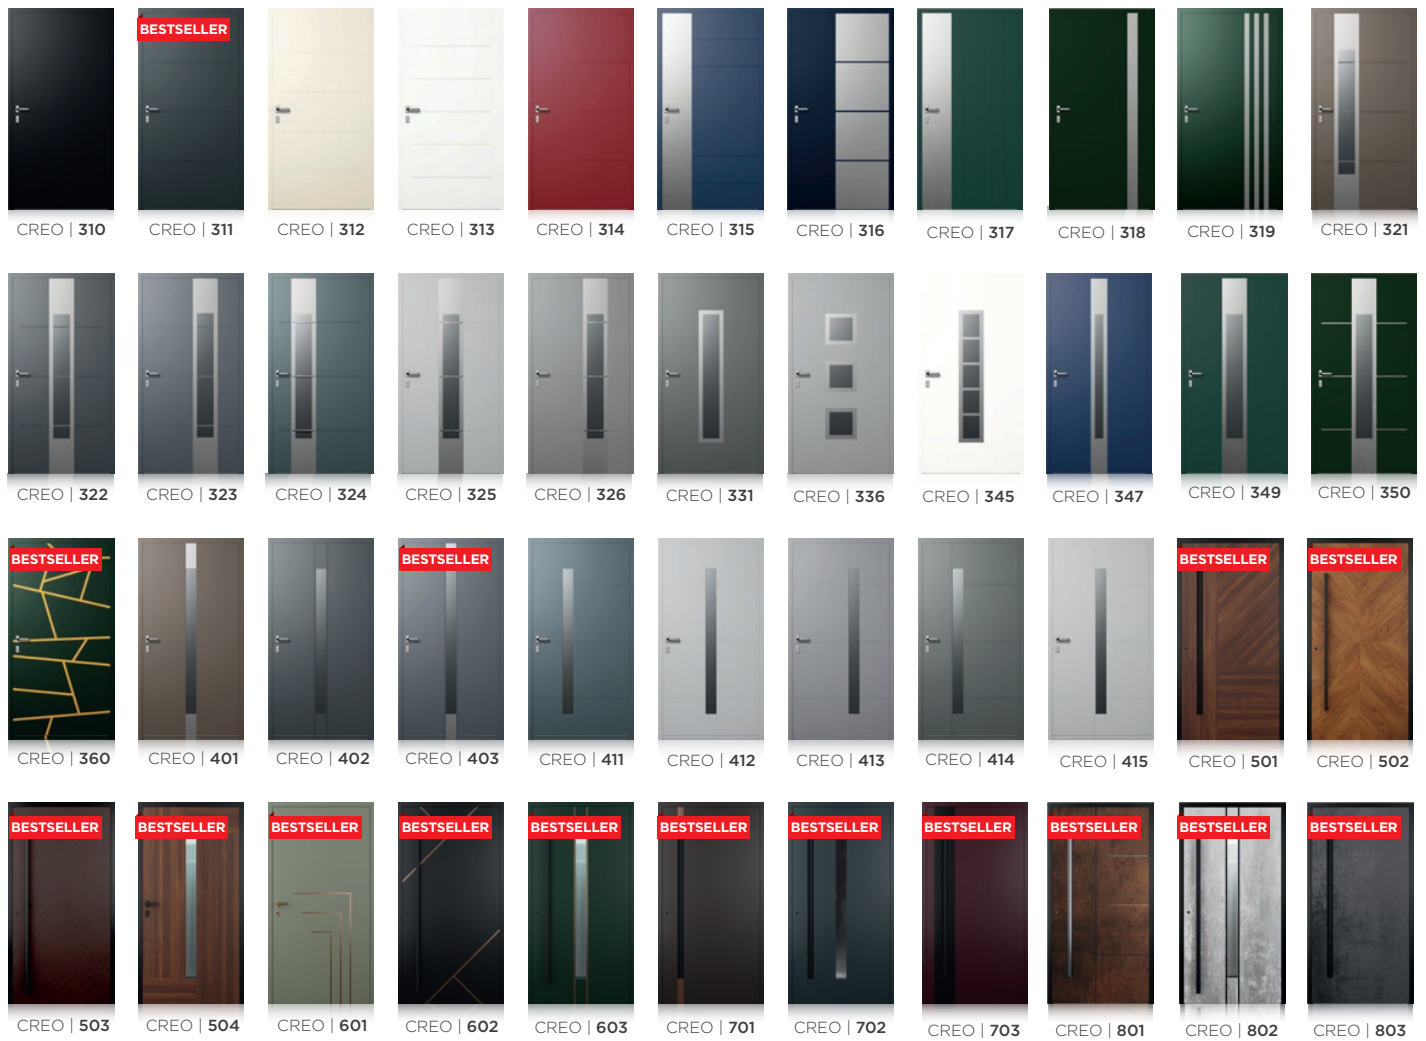 BESTSELLER
CREO | 310
CREO | 311
CREO | 312
CREO | 313
CREO | 314
CREO | 315
CREO | 316
CREO | 317
CREO | 318
CREO | 319
CREO | 321
CREO | 322
CREO | 323
CREO | 324
CREO | 325
CREO | 326
CREO | 331
CREO | 336
CREO | 345
CREO | 347
CREO | 349
CREO | 350
BESTSELLER
BESTSELLER
BESTSELLER
BESTSELLER
CREO | 360
CREO | 401
CREO | 402
CREO | 403
CREO | 411
CREO | 412
CREO | 413
CREO | 414
CREO | 415
CREO | 501
CREO | 502
BESTSELLER
BESTSELLER
BESTSELLER
BESTSELLER
BESTSELLER
BESTSELLER
BESTSELLER
BESTSELLER
BESTSELLER
BESTSELLER
BESTSELLER
CREO | 503
CREO | 504
CREO | 601
CREO | 602
CREO | 603
CREO | 701
CREO | 702
CREO | 703
CREO | 801
CREO | 802
CREO | 803